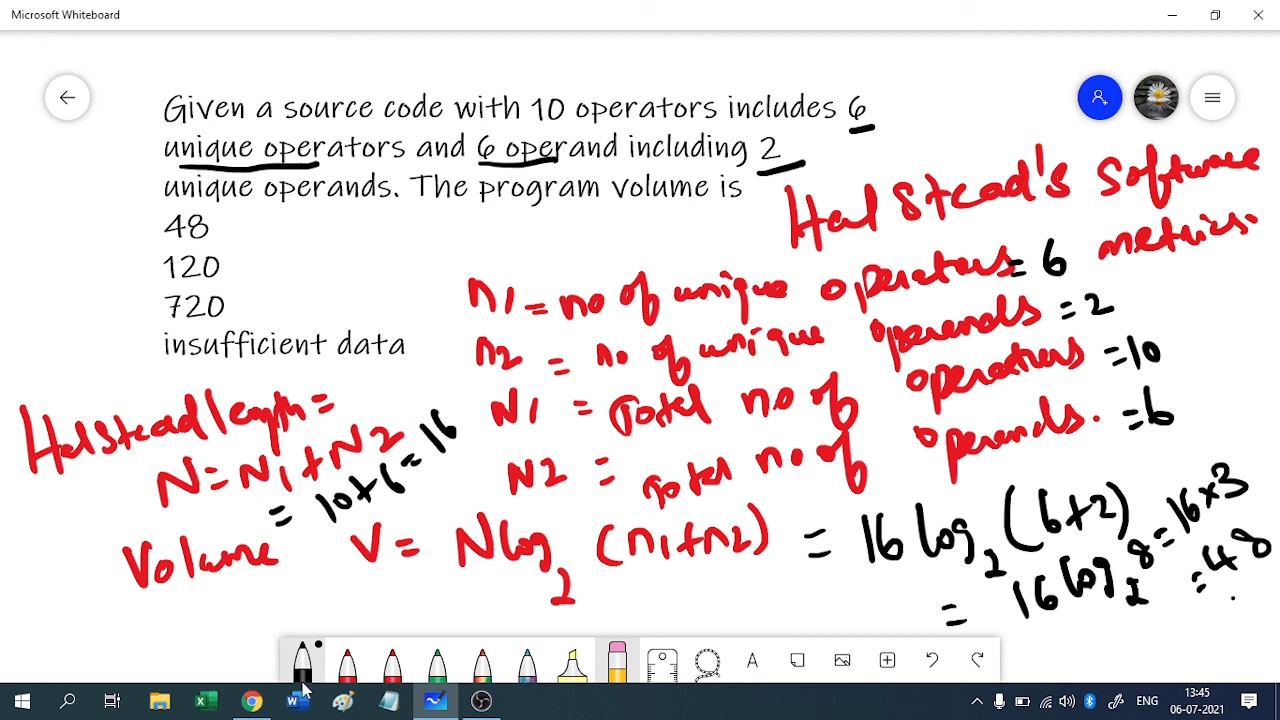 Microsoft Whiteboard
Given a source code with 10 operators includes 6
unique operators and 6 operand including 2
unique operands. The program volume is
48
120
720
insufficient data
HalStead's Software
metrics.
n1 = no of unique operators = 6
n2 = no of unique operands = 2
N1 = Total no of operators = 10
N2 = Total no of operands. = 6
HalStead length =
N = N1 + N2
= 10 + 6 = 16
Volume V = N log2 (n1 + n2) = 16 log2 (6+2)
= 16 log2 8 = 16 x 3
= 48
A
W
ENG
13:45
06-07-2021